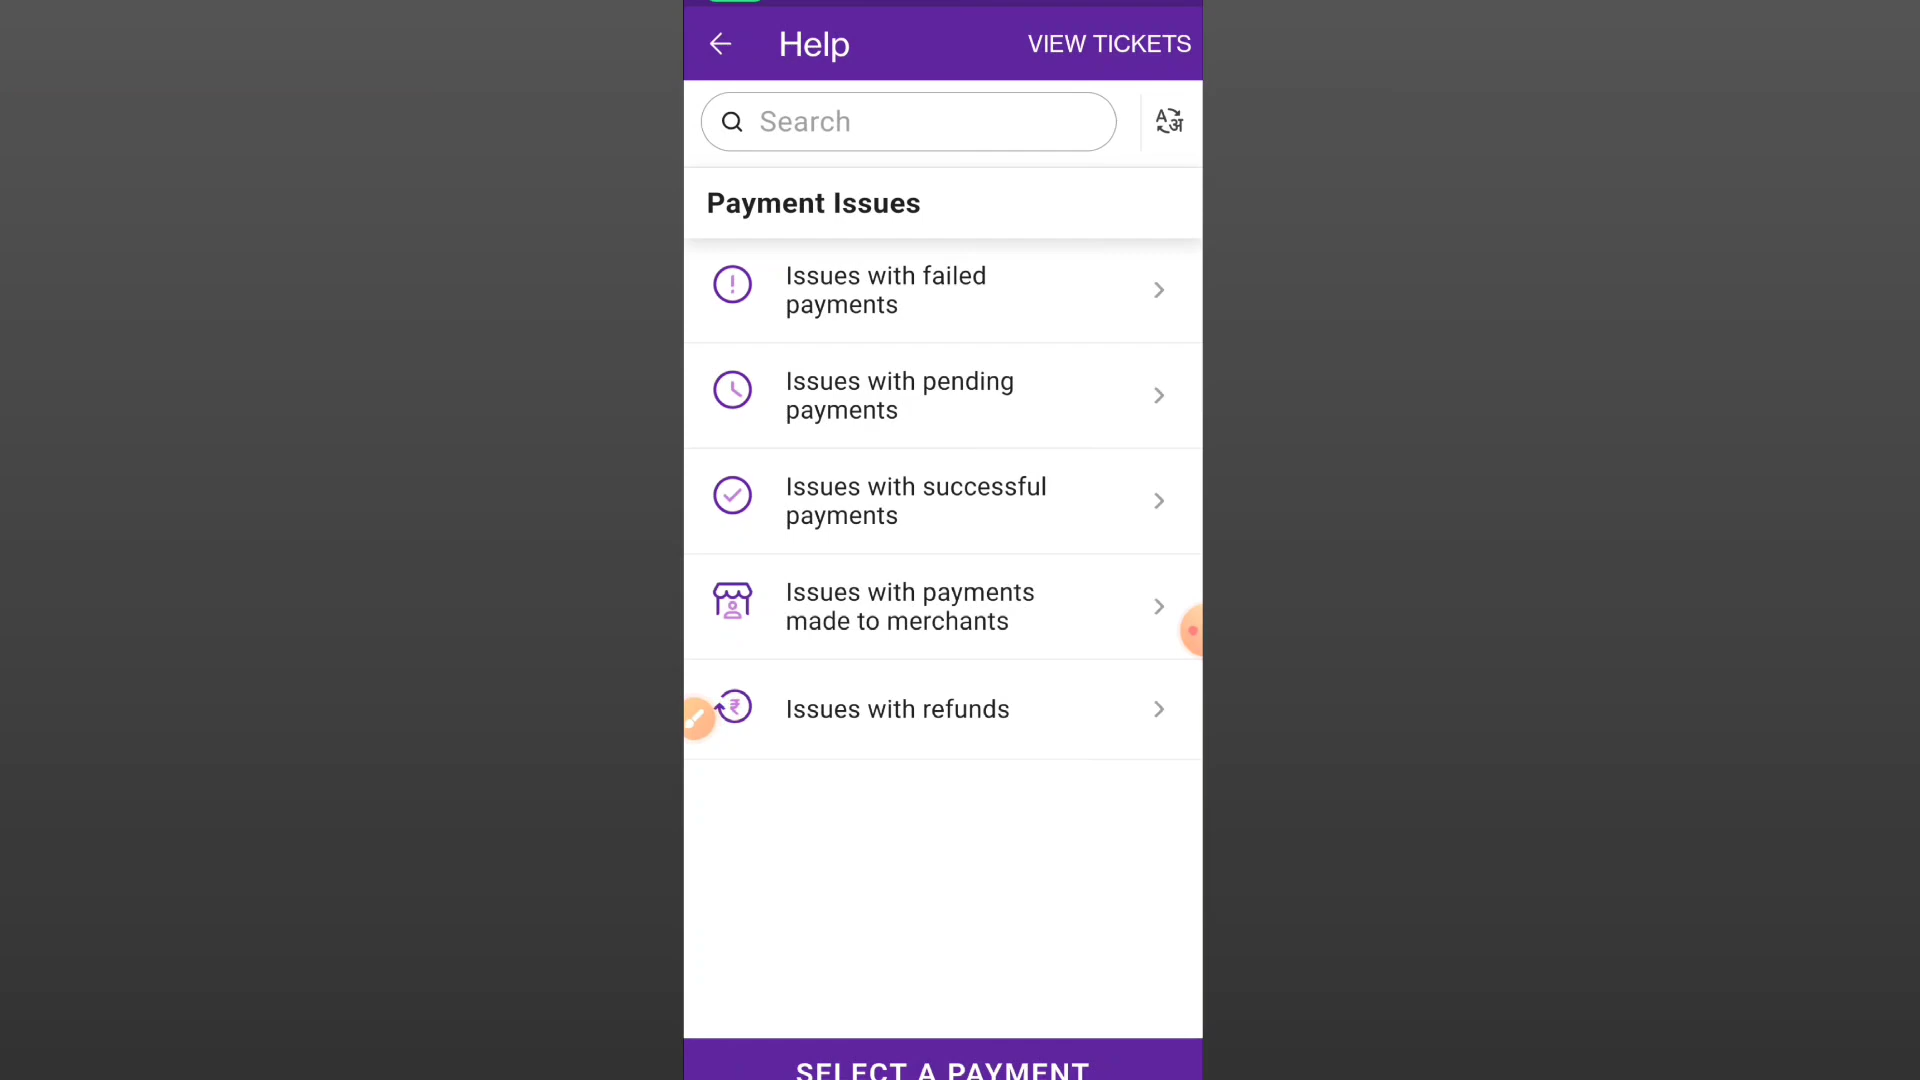 Help
VIEW TICKETS
Search
Payment Issues
Issues with failed
payments
Issues with pending
payments
Issues with successful
payments
Issues with payments
made to merchants
Issues with refunds
SELECT A PAYMENT